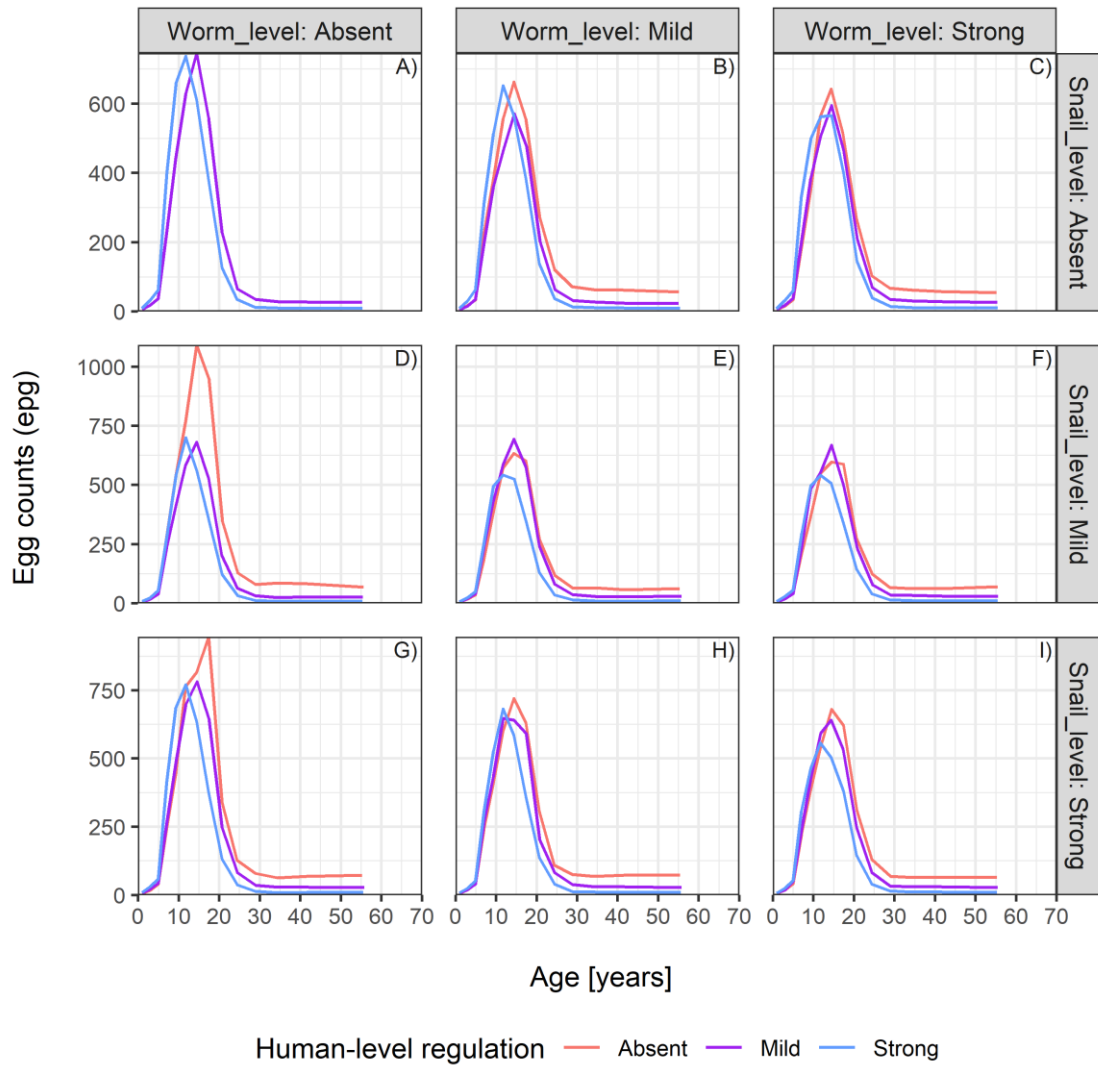 Worm_level: Absent
Worm_level: Mild
Worm_level: Strong
A)
B)
C)
Snail_level: Absent
600
400
200
0
D)
E)
F)
Snail_level: Mild
1000
750
500
250
0
Egg counts (epg)
G)
H)
I)
Snail_level: Strong
750
500
250
0
0 10 20 30 40 50 60 70
0 10 20 30 40 50 60 70
0 10 20 30 40 50 60 70
Age [years]
Human-level regulation Absent Mild Strong